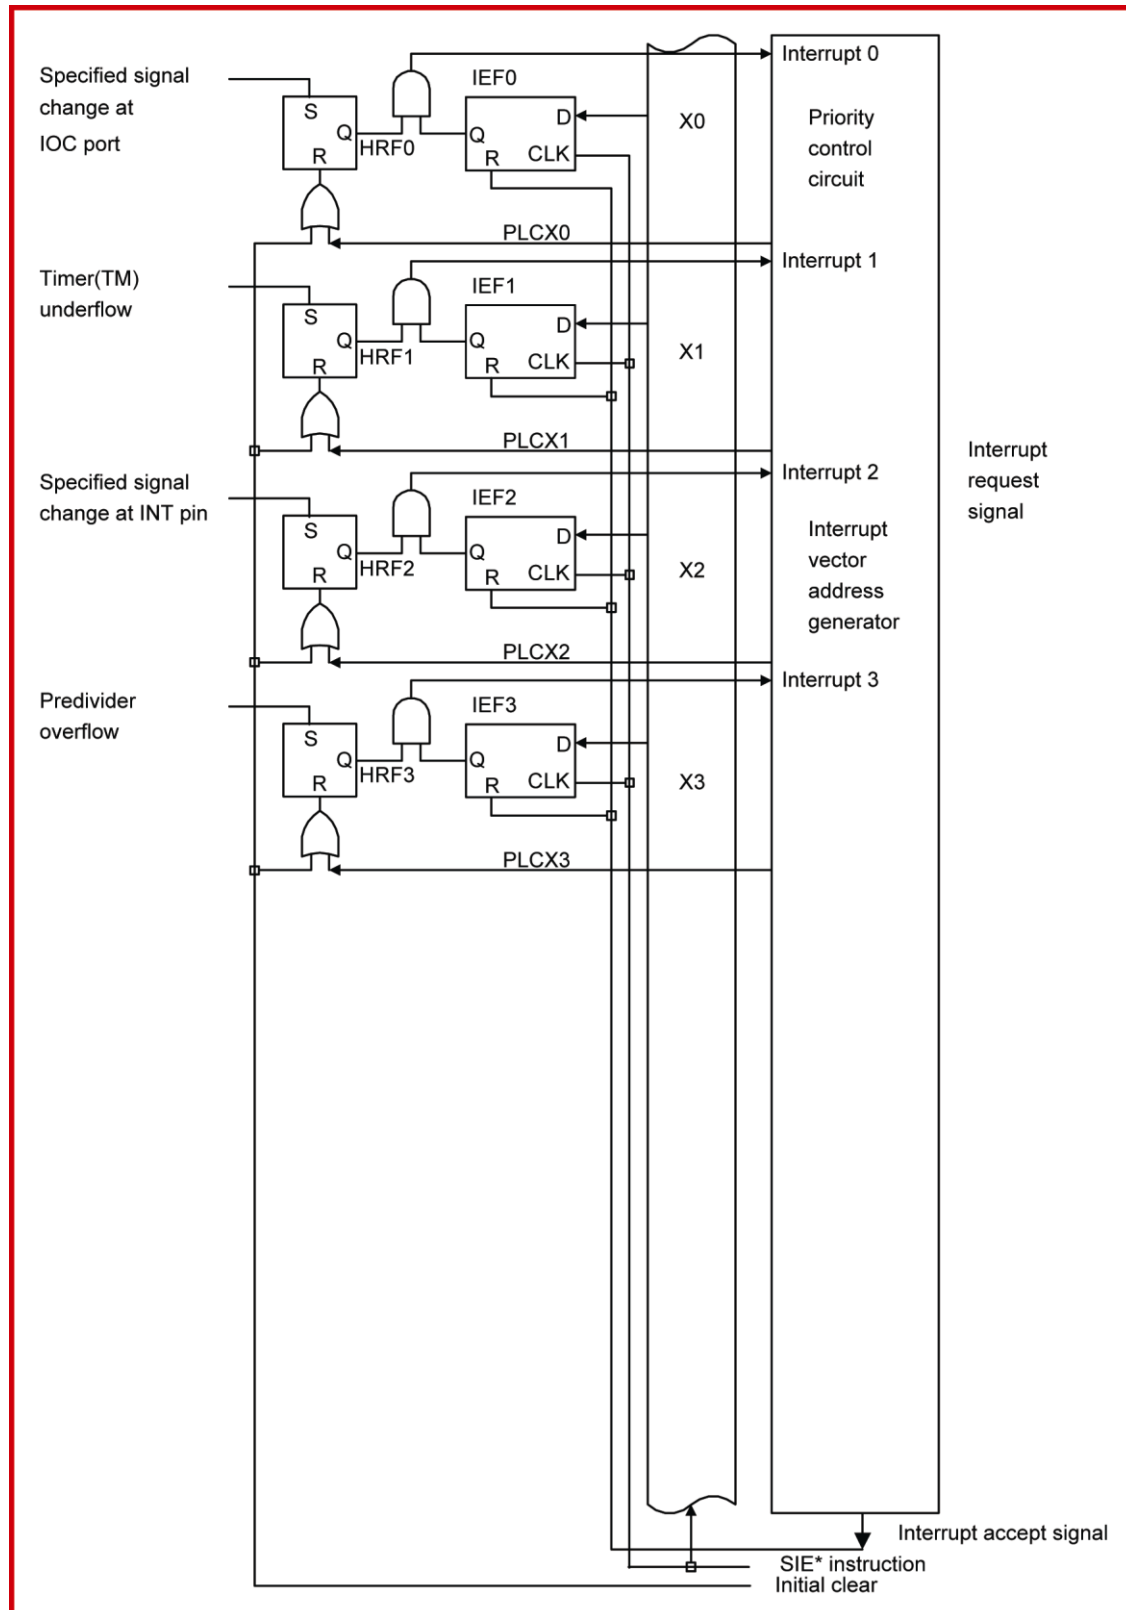 Specified signal
change at
IOC port
S
Q
R
HRF0
IEF0
D
Q
R
CLK
X0
Interrupt 0
Priority
control
circuit
PLCX0
Timer(TM)
underflow
S
Q
R
HRF1
IEF1
D
Q
R
CLK
X1
Interrupt 1
PLCX1
Specified signal
change at INT pin
S
Q
R
HRF2
IEF2
D
Q
R
CLK
X2
Interrupt 2
Interrupt
vector
address
generator
Interrupt
request
signal
PLCX2
Predivider
overflow
S
Q
R
HRF3
IEF3
D
Q
R
CLK
X3
Interrupt 3
PLCX3
Interrupt accept signal
SIE* instruction
Initial clear